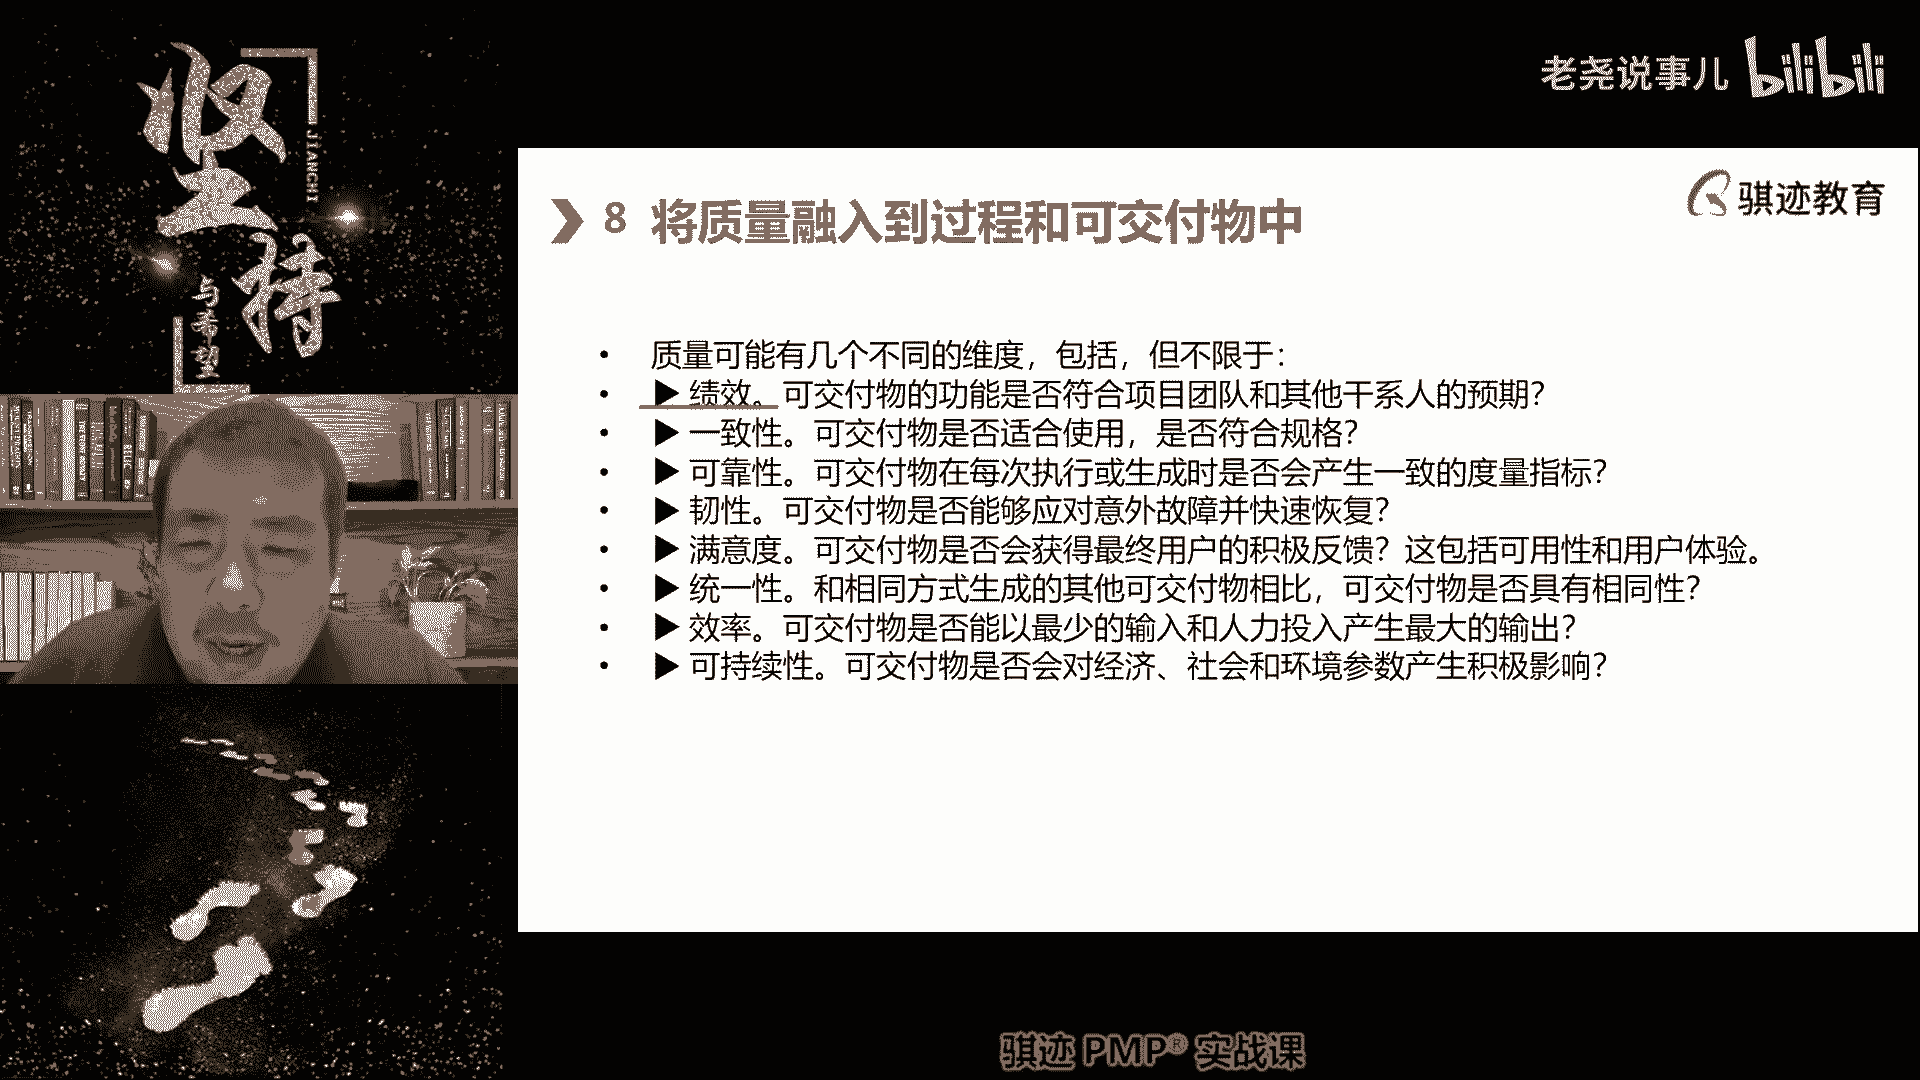 坚持
JIANCHI
与希望
老尧说事儿 bilibili
骐迹教育
8 将质量融入到过程和可交付物中
• 质量可能有几个不同的维度，包括，但不限于：
• ▶ 绩效。可交付物的功能是否符合项目团队和其他干系人的预期？
• ▶ 一致性。可交付物是否适合使用，是否符合规格？
• ▶ 可靠性。可交付物在每次执行或生成时是否会产生一致的度量指标？
• ▶ 韧性。可交付物是否能够应对意外故障并快速恢复？
• ▶ 满意度。可交付物是否会获得最终用户的积极反馈？这包括可用性和用户体验。
• ▶ 统一性。和相同方式生成的其他可交付物相比，可交付物是否具有相同性？
• ▶ 效率。可交付物是否能以最少的输入和人力投入产生最大的输出？
• ▶ 可持续性。可交付物是否会对经济、社会和环境参数产生积极影响？
骐迹 PMP® 实战课